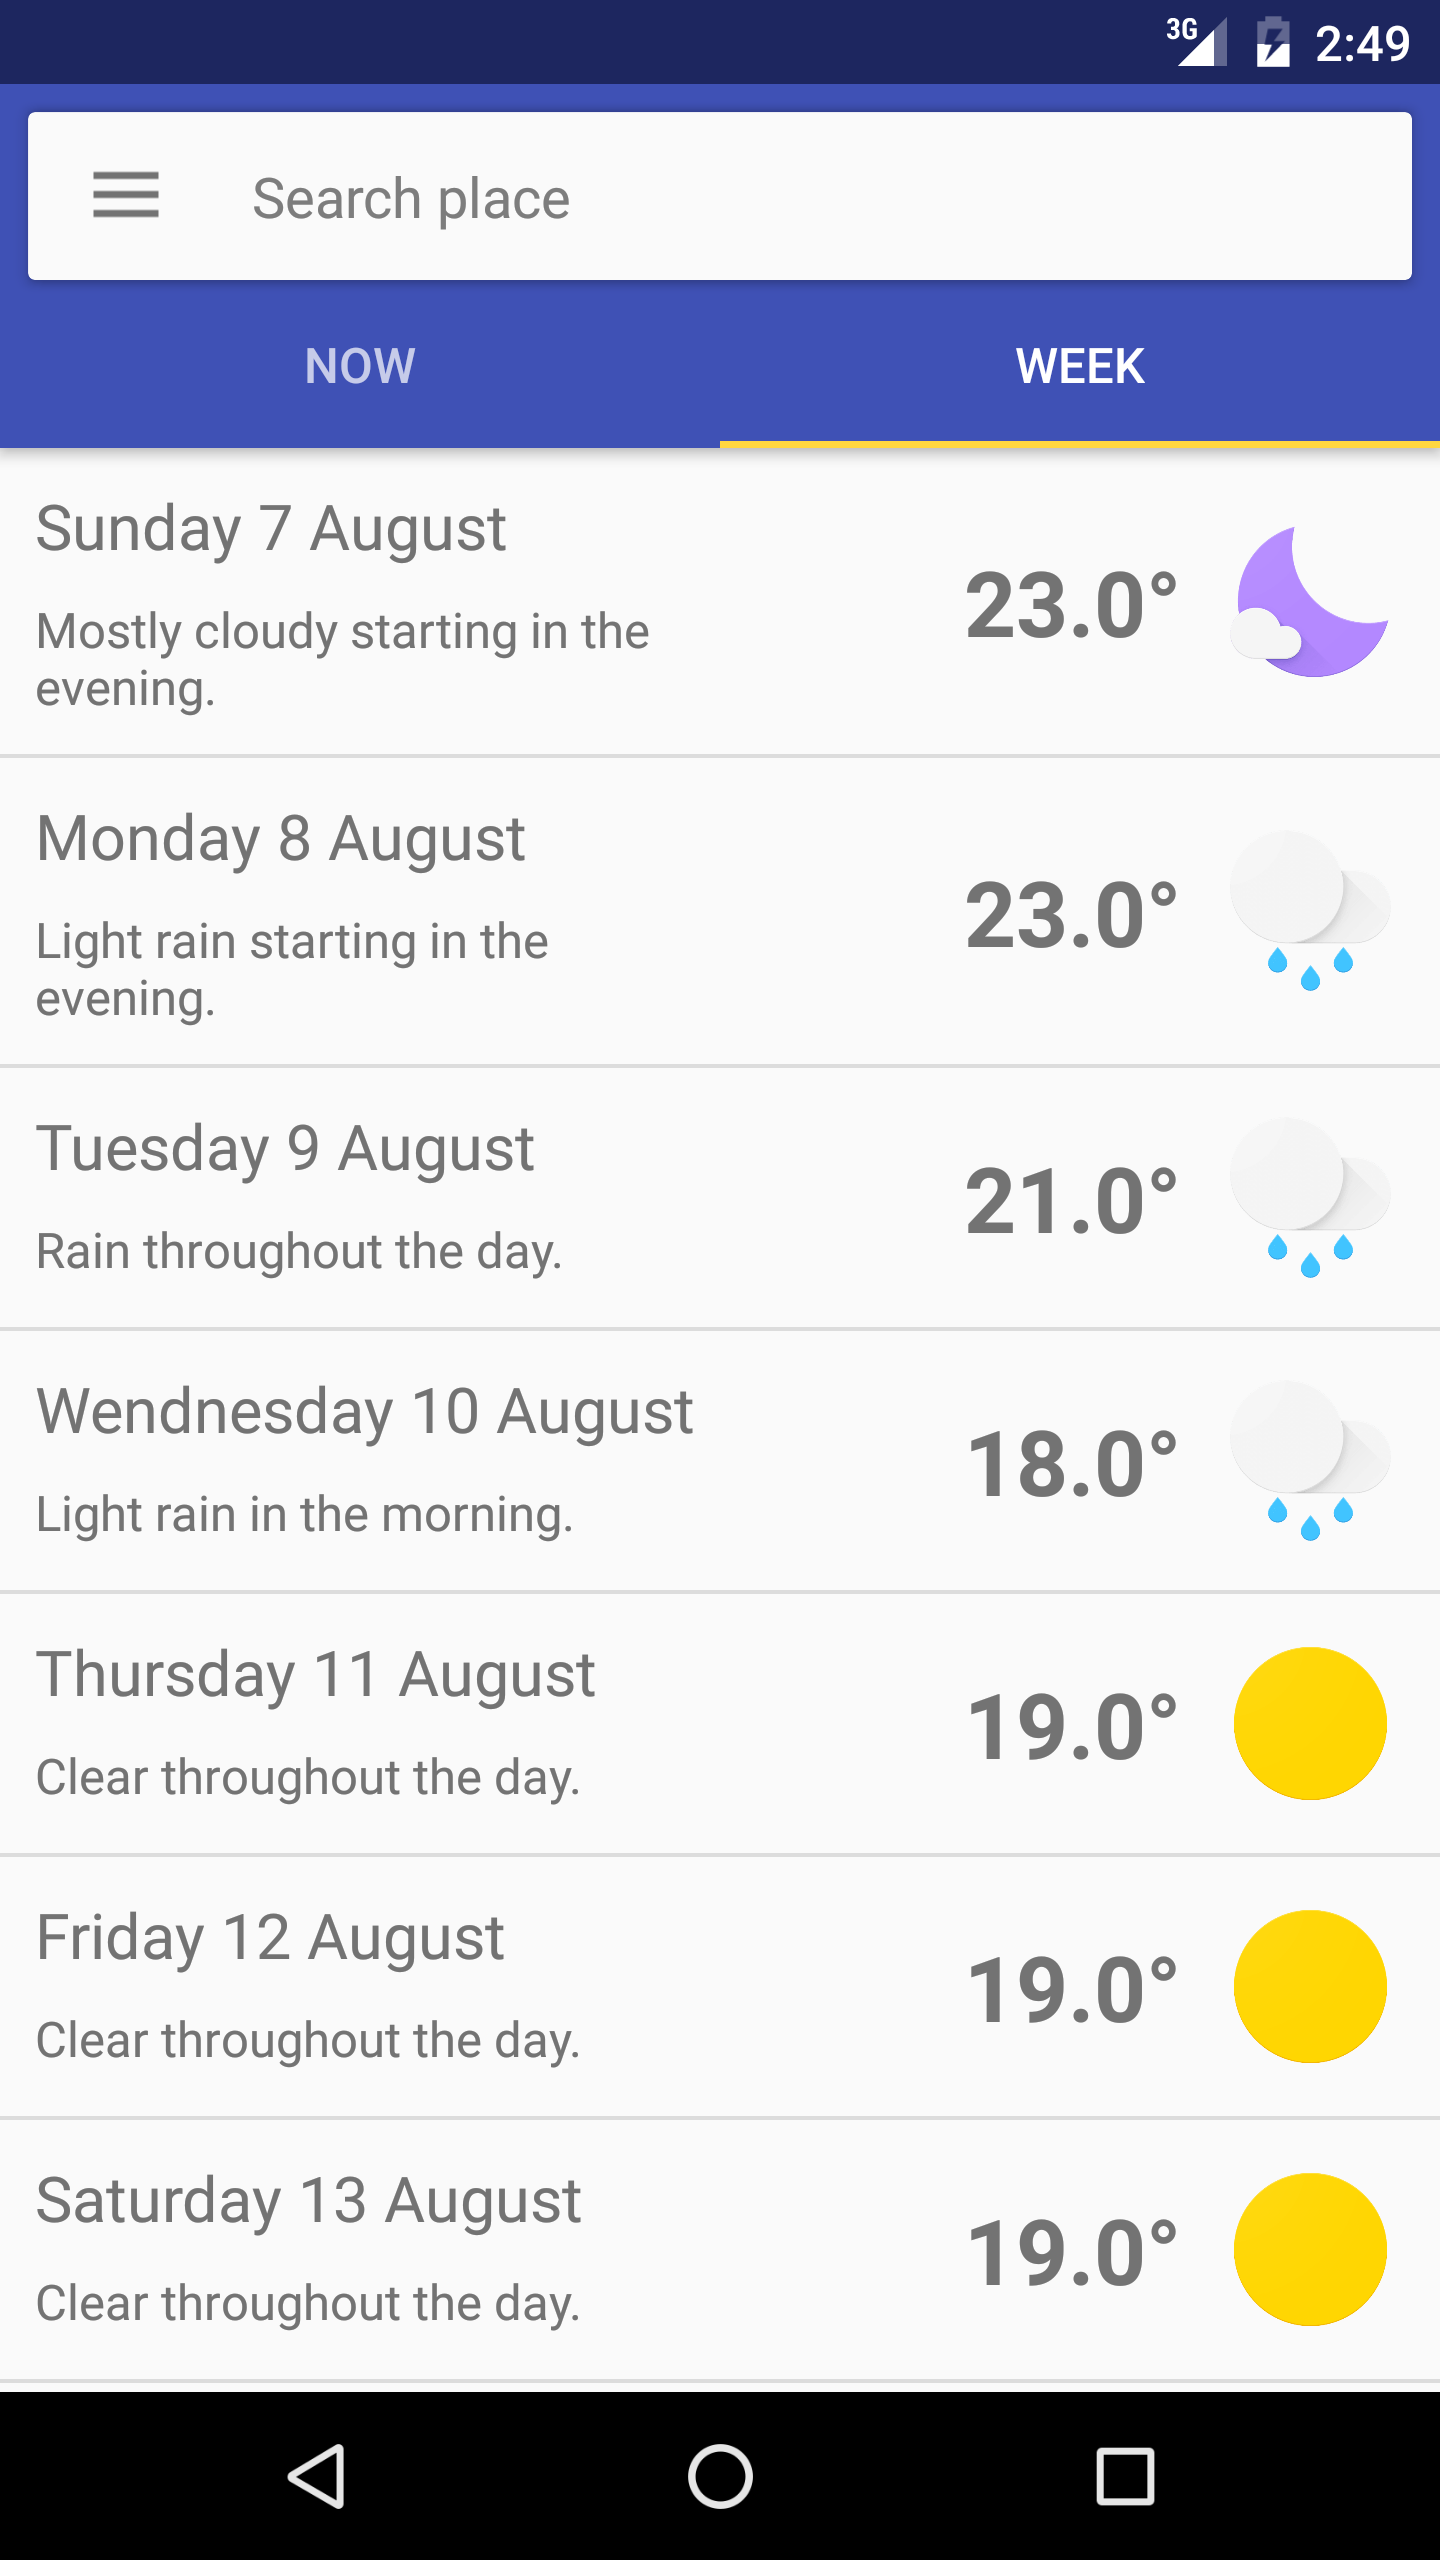 3G 2:49
Search place
NOW WEEK
Sunday 7 August
23.0°
Mostly cloudy starting in the
evening.
Monday 8 August
23.0°
Light rain starting in the
evening.
Tuesday 9 August
21.0°
Rain throughout the day.
Wendnesday 10 August
18.0°
Light rain in the morning.
Thursday 11 August
19.0°
Clear throughout the day.
Friday 12 August
19.0°
Clear throughout the day.
Saturday 13 August
19.0°
Clear throughout the day.